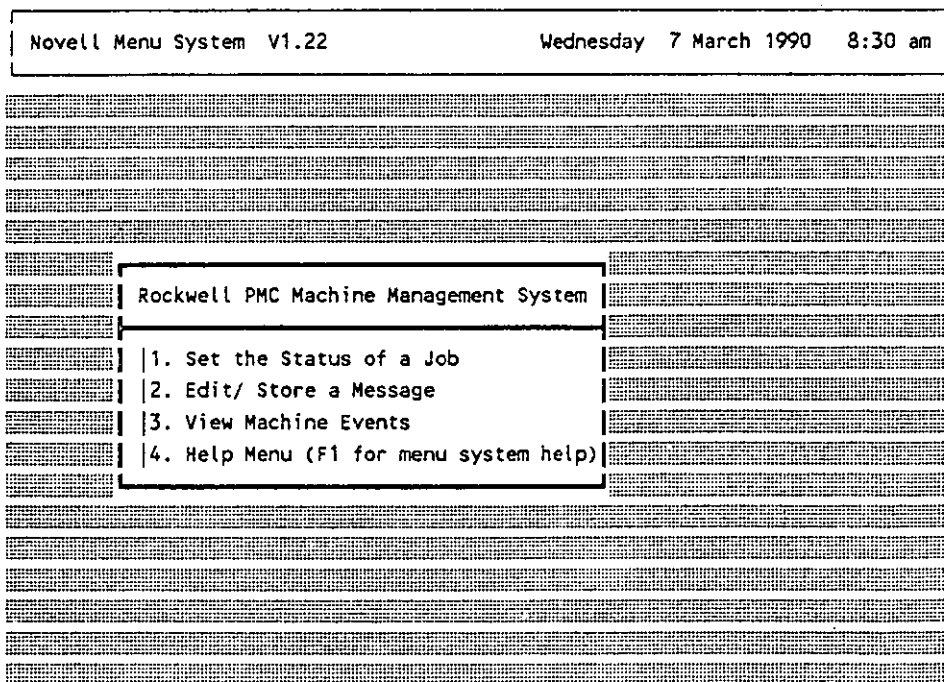 Novell Menu System V1.22 Wednesday 7 March 1990 8:30 am
Rockwell PMC Machine Management System
1. Set the Status of a Job
2. Edit/ Store a Message
3. View Machine Events
4. Help Menu (F1 for menu system help)